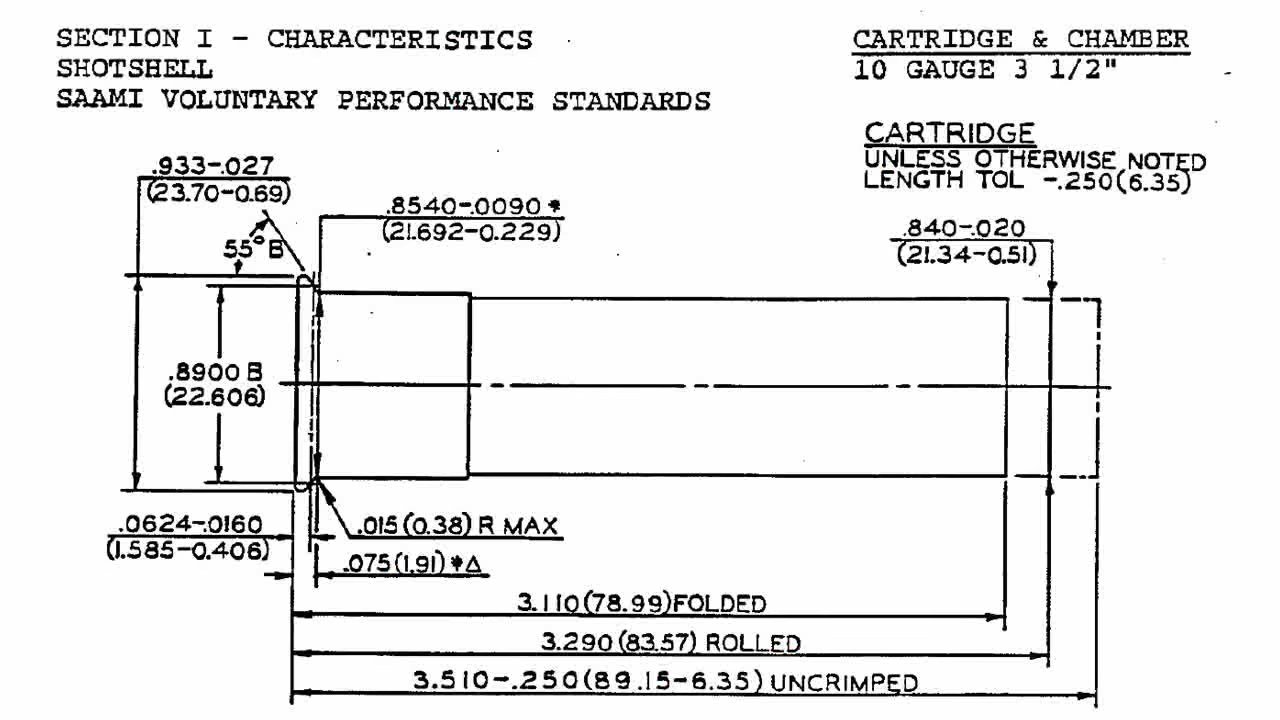 SECTION I - CHARACTERISTICS
SHOTSHELL
SAAMI VOLUNTARY PERFORMANCE STANDARDS
CARTRIDGE & CHAMBER
10 GAUGE 3 1/2"
CARTRIDGE
UNLESS OTHERWISE NOTED
LENGTH TOL -.250(6.35)
.933-.027
(23.70-0.69)
55° B
.8540-.0090 *
(21.692-0.229)
.840-.020
(21.34-0.51)
.8900 B
(22.606)
.0624-.0160
(1.585-0.406)
.015(0.38) R MAX
.075(1.91)*Δ
3.110(78.99)FOLDED
3.290(83.57) ROLLED
3.510-.250(89.15-6.35) UNCRIMPED